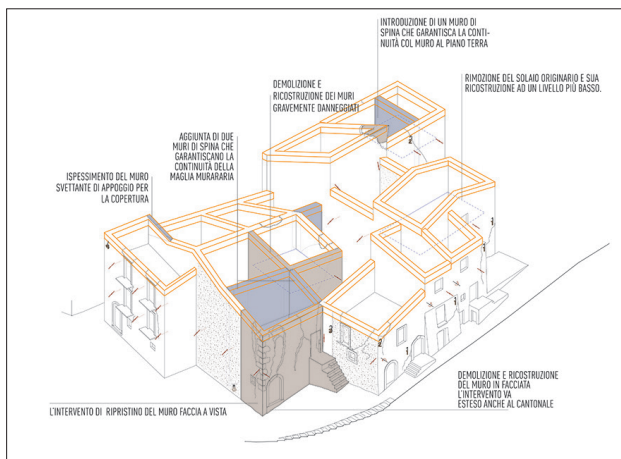 INTRODUZIONE DI UN MURO DI
SPINA CHE GARANTISCA LA CONTI-
NUITÀ COL MURO AL PIANO TERRA
DEMOLIZIONE E
RICOSTRUZIONE DEI MURI
GRAVEMENTE DANNEGGIATI
RIMOZIONE DEL SOLAIO ORIGINARIO E SUA
RICOSTRUZIONE AD UN LIVELLO PIÙ BASSO.
AGGIUNTA DI DUE
MURI DI SPINA CHE
GARANTISCANO LA
CONTINUITÀ DELLA
MAGLIA MURARARIA
ISPESSIMENTO DEL MURO
SVETTANTE DI APPOGGIO PER
LA COPERTURA
DEMOLIZIONE E RICOSTRUZIONE
DEL MURO IN FACCIATA
L'INTERVENTO VA
ESTESO ANCHE AL CANTONALE
L'INTERVENTO DI RIPRISTINO DEL MURO FACCIA A VISTA